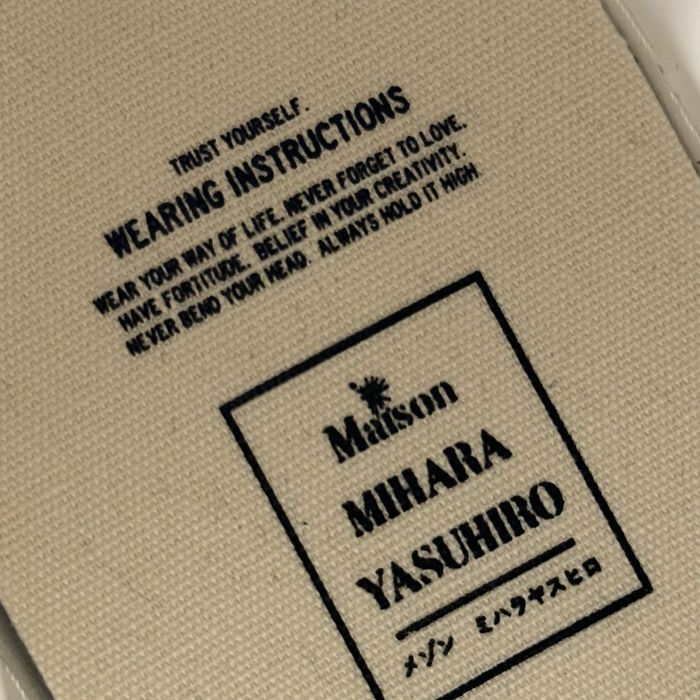 TRUST YOURSELF.
WEARING INSTRUCTIONS
WEAR YOUR WAY OF LIFE. NEVER FORGET TO LOVE.
HAVE FORTITUDE. BELIEF IN YOUR CREATIVITY.
NEVER BEND YOUR HEAD. ALWAYS HOLD IT HIGH
Maison
MIHARA
YASUHIRO
メゾン ミハラヤスヒロ